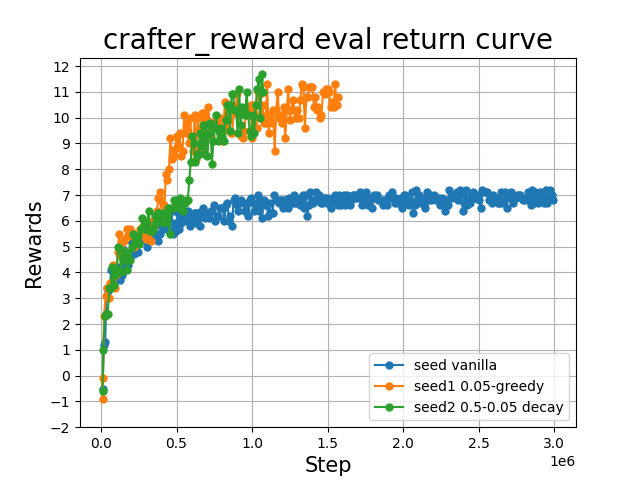 crafter_reward eval return curve
Rewards
12
11
10
9
8
7
6
5
4
3
2
1
0
−1
−2
seed vanilla
seed1 0.05-greedy
seed2 0.5-0.05 decay
0.0 0.5 1.0 1.5 2.0 2.5 3.0
1e6
Step